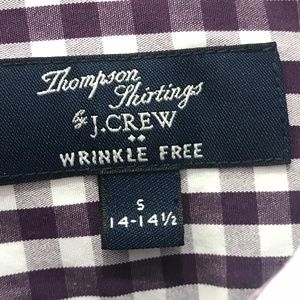 Thompson
Shirtings
by J.CREW
WRINKLE FREE
S
14-14½